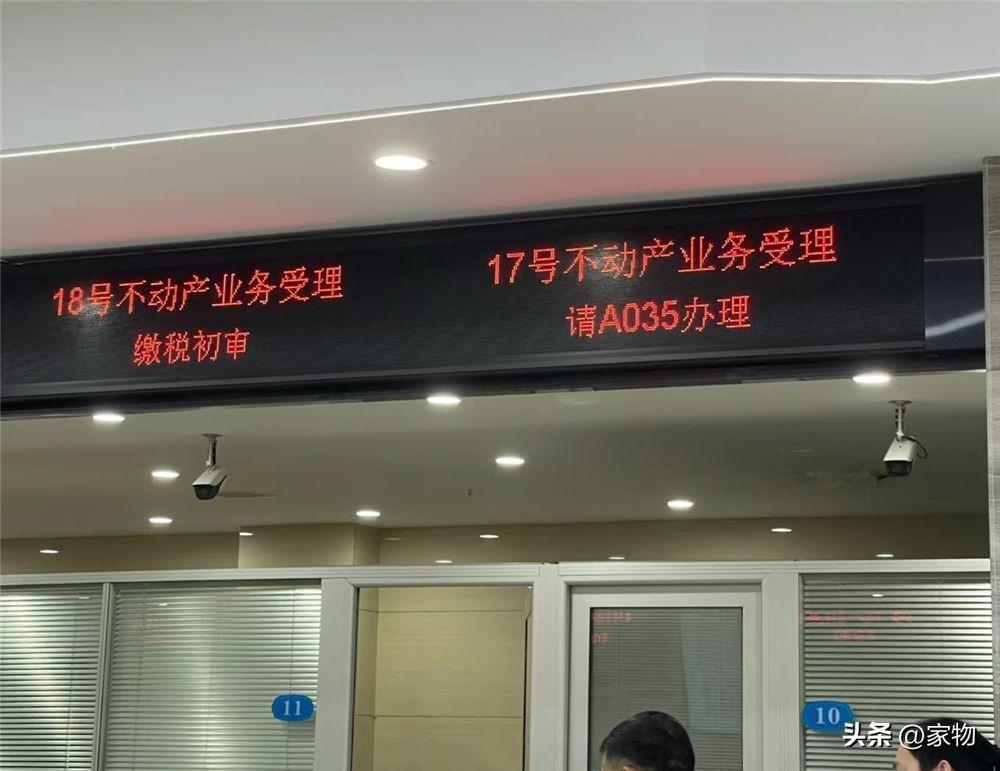 18号不动产业务受理
缴税初审
17号不动产业务受理
请A035办理
11
10
头条 @家物